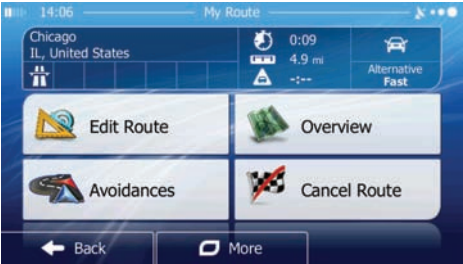 14:06 My Route
Chicago
IL, United States
0:09
4.9 mi
-:--
Alternative
Fast
Edit Route
Overview
Avoidances
Cancel Route
Back
More